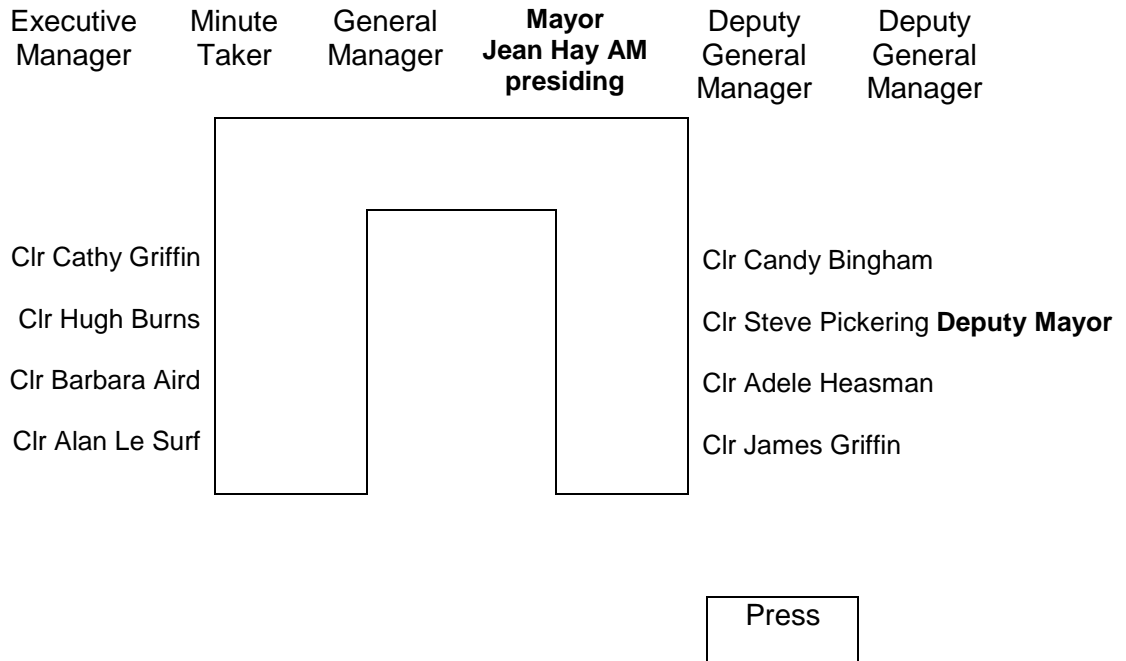 Executive Minute General Mayor Deputy Deputy
Manager Taker Manager Jean Hay AM General General
presiding Manager Manager
Clr Cathy Griffin Clr Candy Bingham
Clr Hugh Burns Clr Steve Pickering Deputy Mayor
Clr Barbara Aird Clr Adele Heasman
Clr Alan Le Surf Clr James Griffin
Press